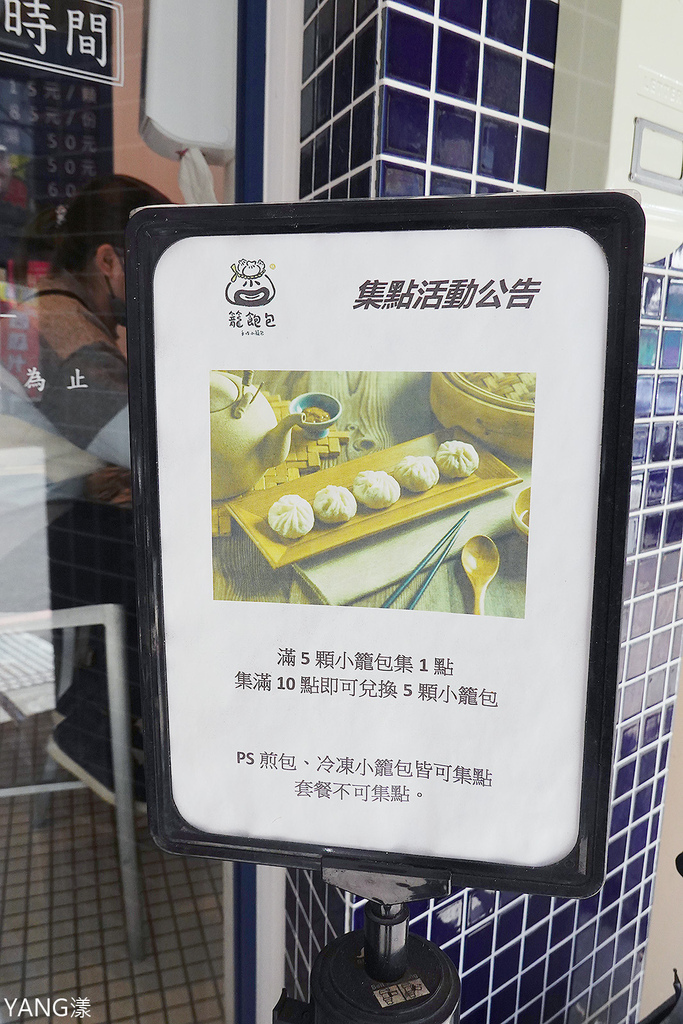 時間
為止
籠飽包
集點活動公告
滿 5 顆小籠包集 1 點
集滿 10 點即可兌換 5 顆小籠包
PS 煎包、冷凍小籠包皆可集點
套餐不可集點。
YANG漾